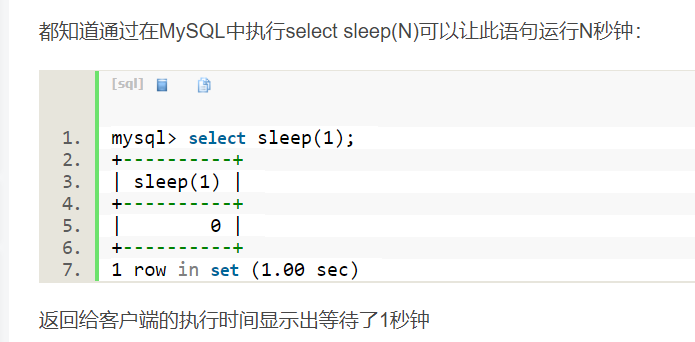 都知道通过在MySQL中执行select sleep(N)可以让此语句运行N秒钟：
[sql]
1. mysql> select sleep(1);
2. +----------+
3. | sleep(1) |
4. +----------+
5. |        0 |
6. +----------+
7. 1 row in set (1.00 sec)
返回给客户端的执行时间显示出等待了1秒钟